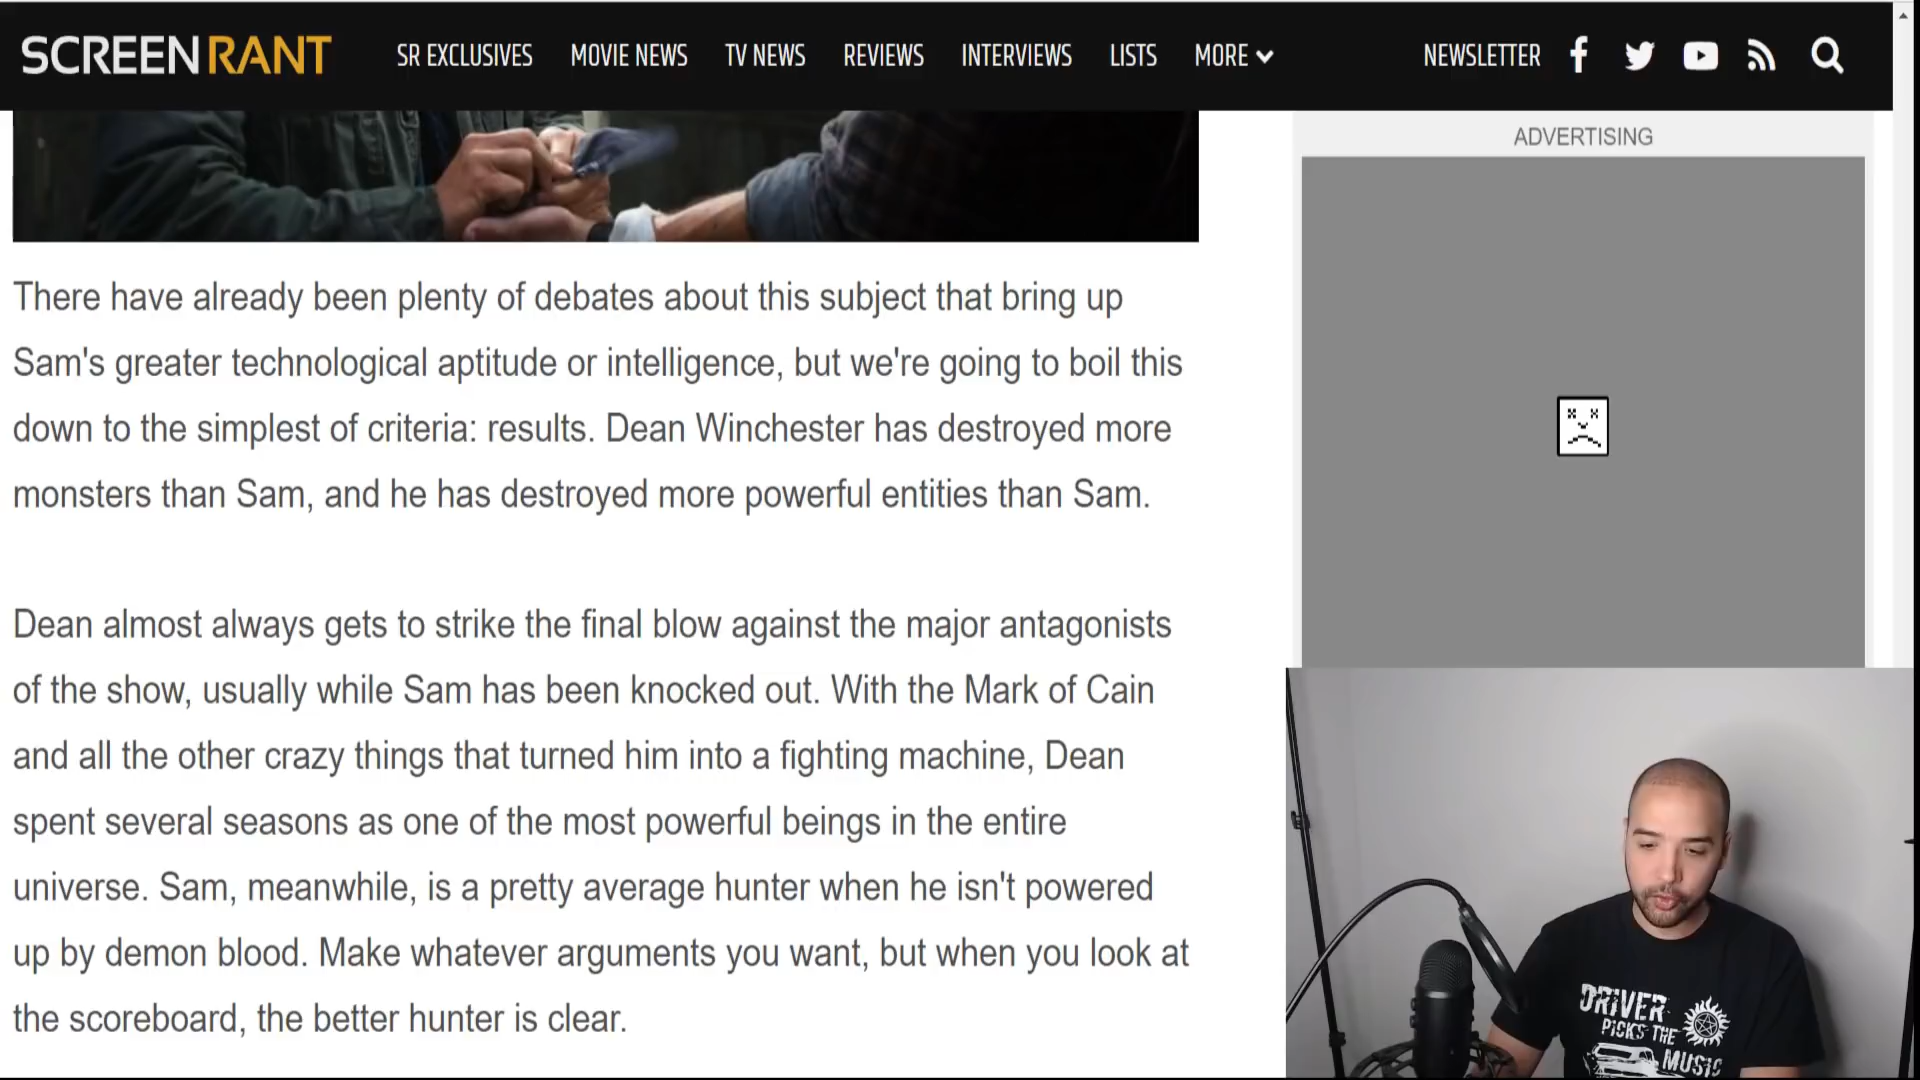 SCREENRANT SR EXCLUSIVES MOVIE NEWS TV NEWS REVIEWS INTERVIEWS LISTS MORE NEWSLETTER
ADVERTISING
There have already been plenty of debates about this subject that bring up
Sam's greater technological aptitude or intelligence, but we're going to boil this
down to the simplest of criteria: results. Dean Winchester has destroyed more
monsters than Sam, and he has destroyed more powerful entities than Sam.
Dean almost always gets to strike the final blow against the major antagonists
of the show, usually while Sam has been knocked out. With the Mark of Cain
and all the other crazy things that turned him into a fighting machine, Dean
spent several seasons as one of the most powerful beings in the entire
universe. Sam, meanwhile, is a pretty average hunter when he isn't powered
up by demon blood. Make whatever arguments you want, but when you look at
the scoreboard, the better hunter is clear.
DRIVER
PICKS THE
MUSIC